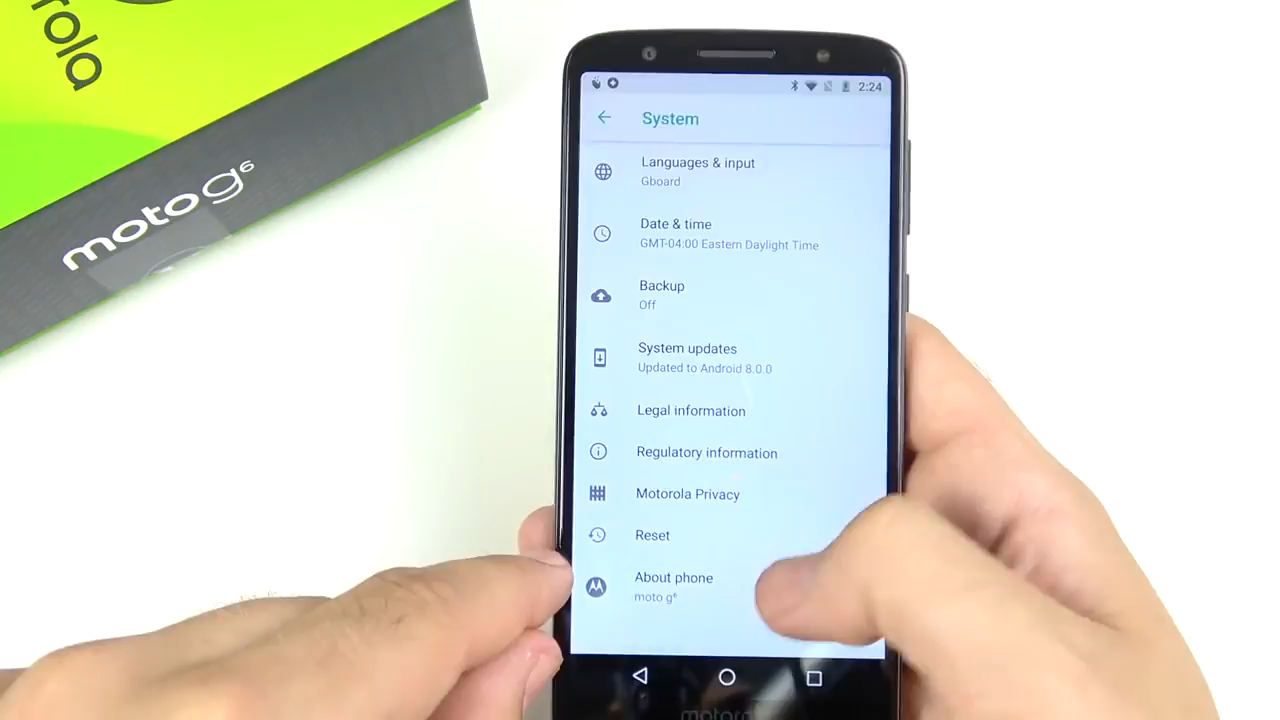 rola
moto g6
2:24
System
Languages & input
Gboard
Date & time
GMT-04:00 Eastern Daylight Time
Backup
Off
System updates
Updated to Android 8.0.0
Legal information
Regulatory information
Motorola Privacy
Reset
About phone
moto g⁶
motorola